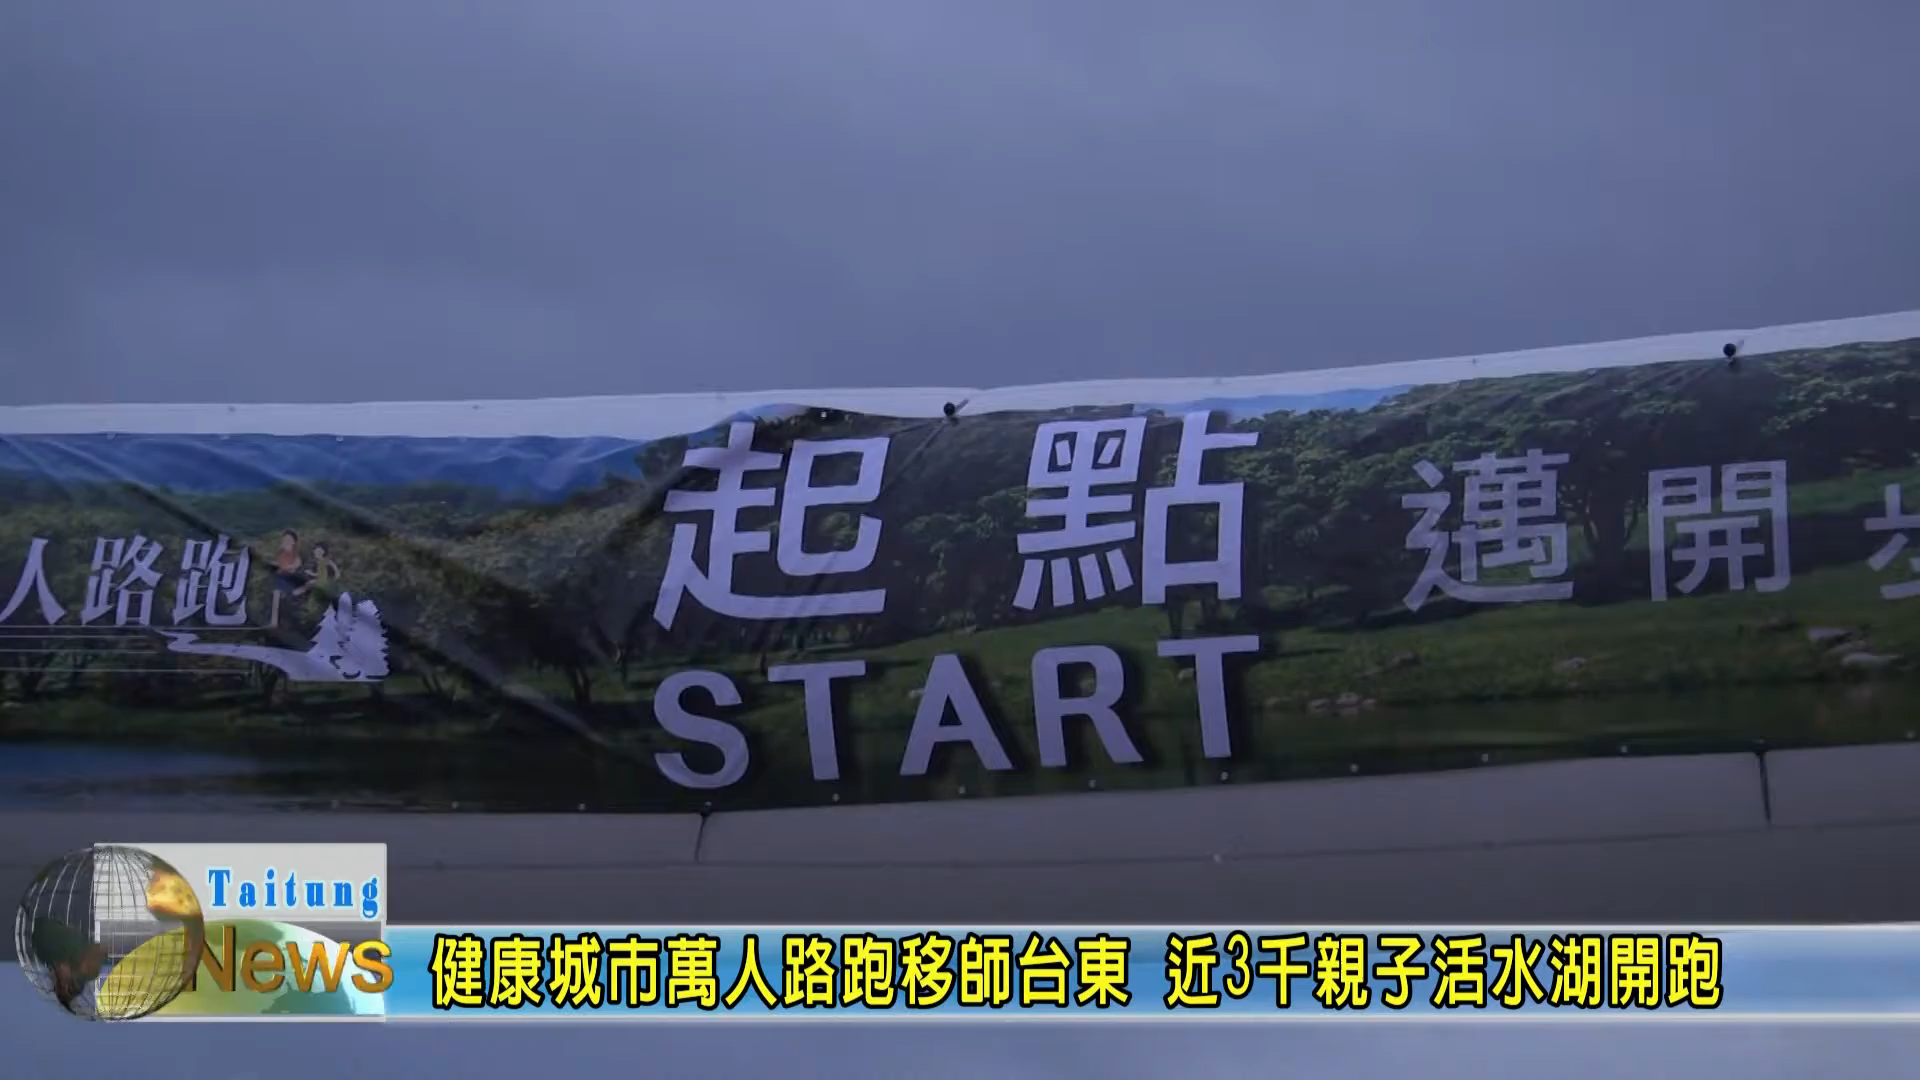 人路跑
起點 邁開
START
Taitung
News
健康城市萬人路跑移師台東 近3千親子活水湖開跑